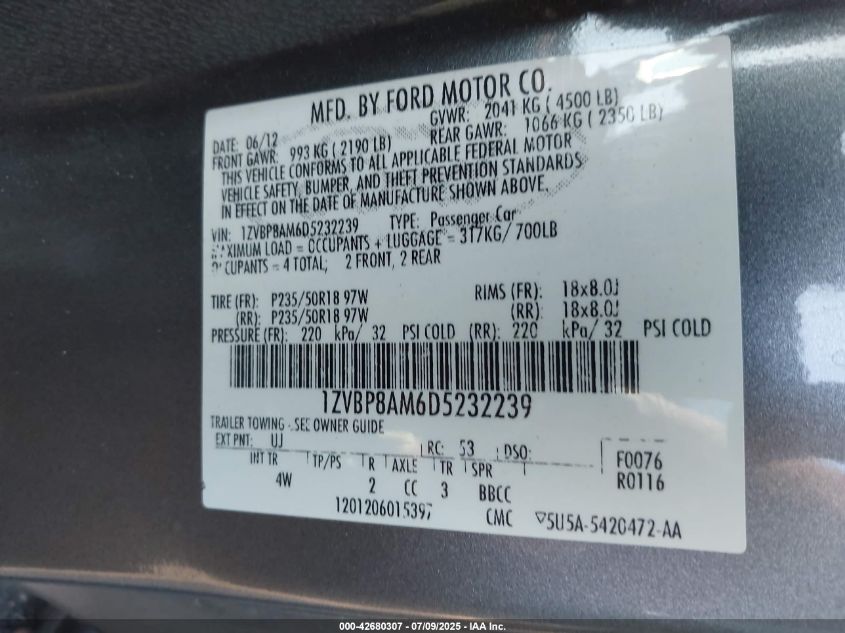 MFD. BY FORD MOTOR CO.
DATE: 06/12 GVWR: 2041 KG ( 4500 LB)
FRONT GAWR: 993 KG ( 2190 LB) REAR GAWR: 1066 KG ( 2350 LB)
THIS VEHICLE CONFORMS TO ALL APPLICABLE FEDERAL MOTOR
VEHICLE SAFETY, BUMPER, AND THEFT PREVENTION STANDARDS
IN EFFECT ON THE DATE OF MANUFACTURE SHOWN ABOVE.
VIN: 1ZVBP8AM6D5232239 TYPE: Passenger Car
MAXIMUM LOAD = OCCUPANTS + LUGGAGE = 317KG/ 700LB
OCCUPANTS = 4 TOTAL; 2 FRONT, 2 REAR
TIRE (FR): P235/50R18 97W RIMS (FR): 18x8.0J
(RR): P235/50R18 97W (RR): 18x8.0J
PRESSURE (FR): 220 kPa/ 32 PSI COLD (RR): 220 kPa/ 32 PSI COLD
1ZVBP8AM6D5232239
TRAILER TOWING - SEE OWNER GUIDE
EXT PNT: UJ RC: 53 DSO:
INT TR TP/PS R AXLE TR SPR
4W 2 CC 3 BBCC
F0076
R0116
1201206015397 CMC 5U5A-5420472-AA
000-42680307 - 07/09/2025 - IAA Inc.